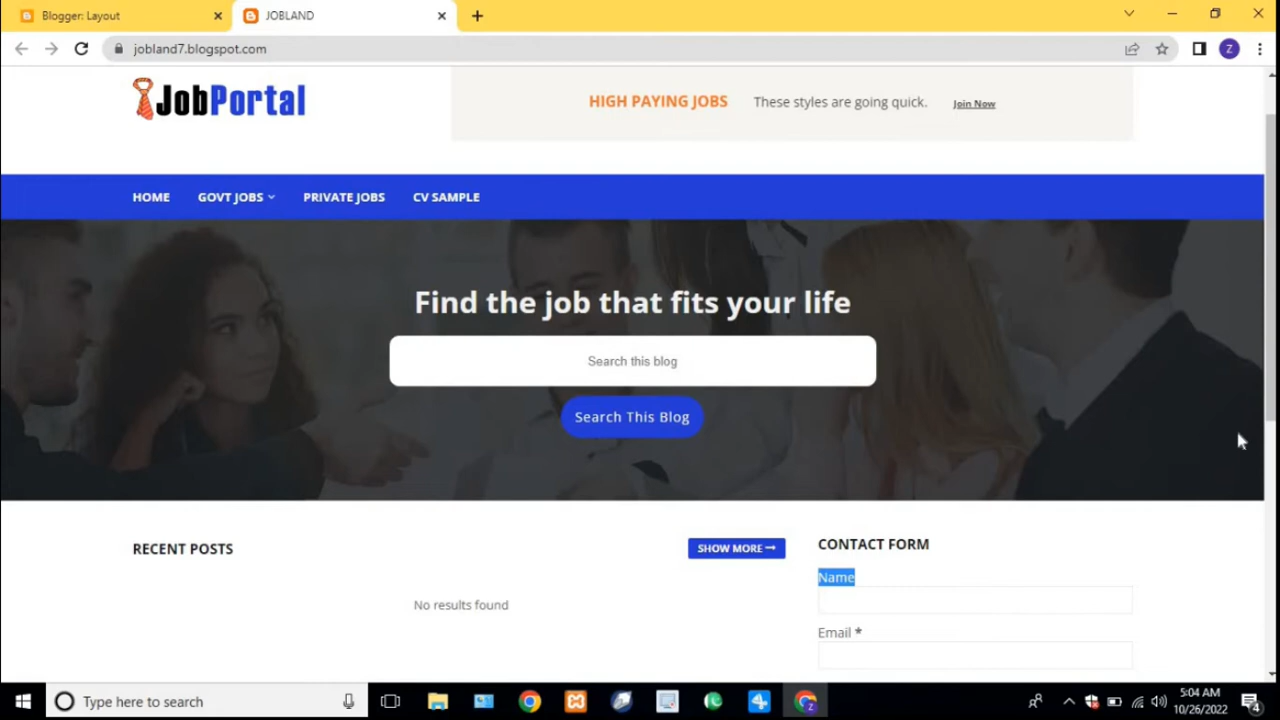 Blogger: Layout
JOBLAND
jobland7.blogspot.com
Z
JobPortal
HIGH PAYING JOBS These styles are going quick. Join Now
HOME GOVT JOBS PRIVATE JOBS CV SAMPLE
Find the job that fits your life
Search this blog
Search This Blog
RECENT POSTS
SHOW MORE
CONTACT FORM
Name
No results found
Email *
Type here to search
5:04 AM
10/26/2022
4